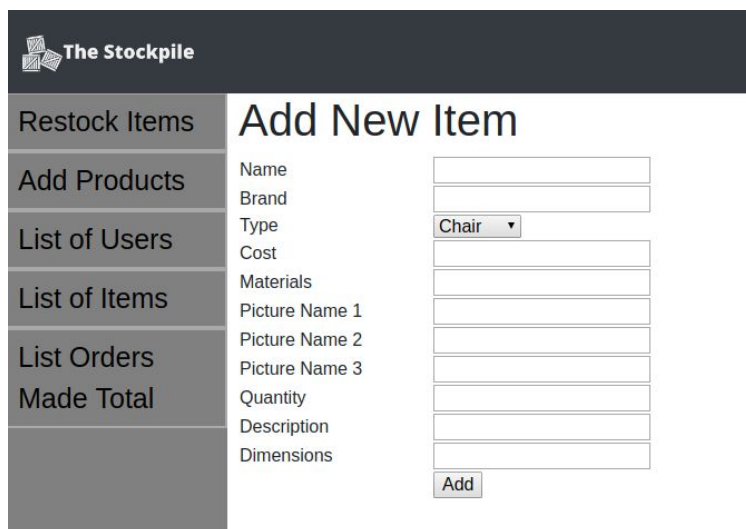 The Stockpile
Restock Items
Add Products
List of Users
List of Items
List Orders
Made Total
Add New Item
Name
Brand
Type Chair
Cost
Materials
Picture Name 1
Picture Name 2
Picture Name 3
Quantity
Description
Dimensions
Add